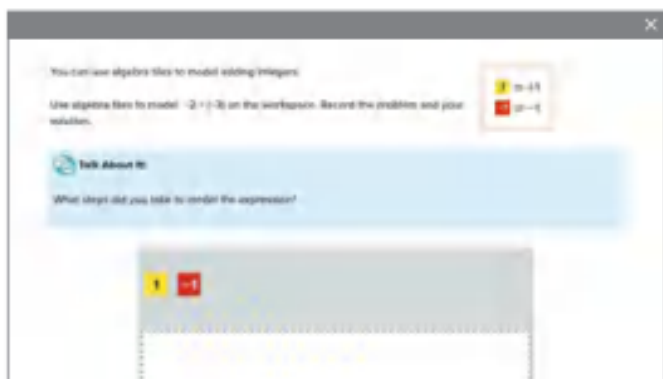 You can use algebra tiles to model adding integers.
Use algebra tiles to model -2 + (-3) on the workspace. Record the problem and your
solution.
1 = +1
-1 = -1
Talk About It!
What steps did you take to model the expression?
1 -1